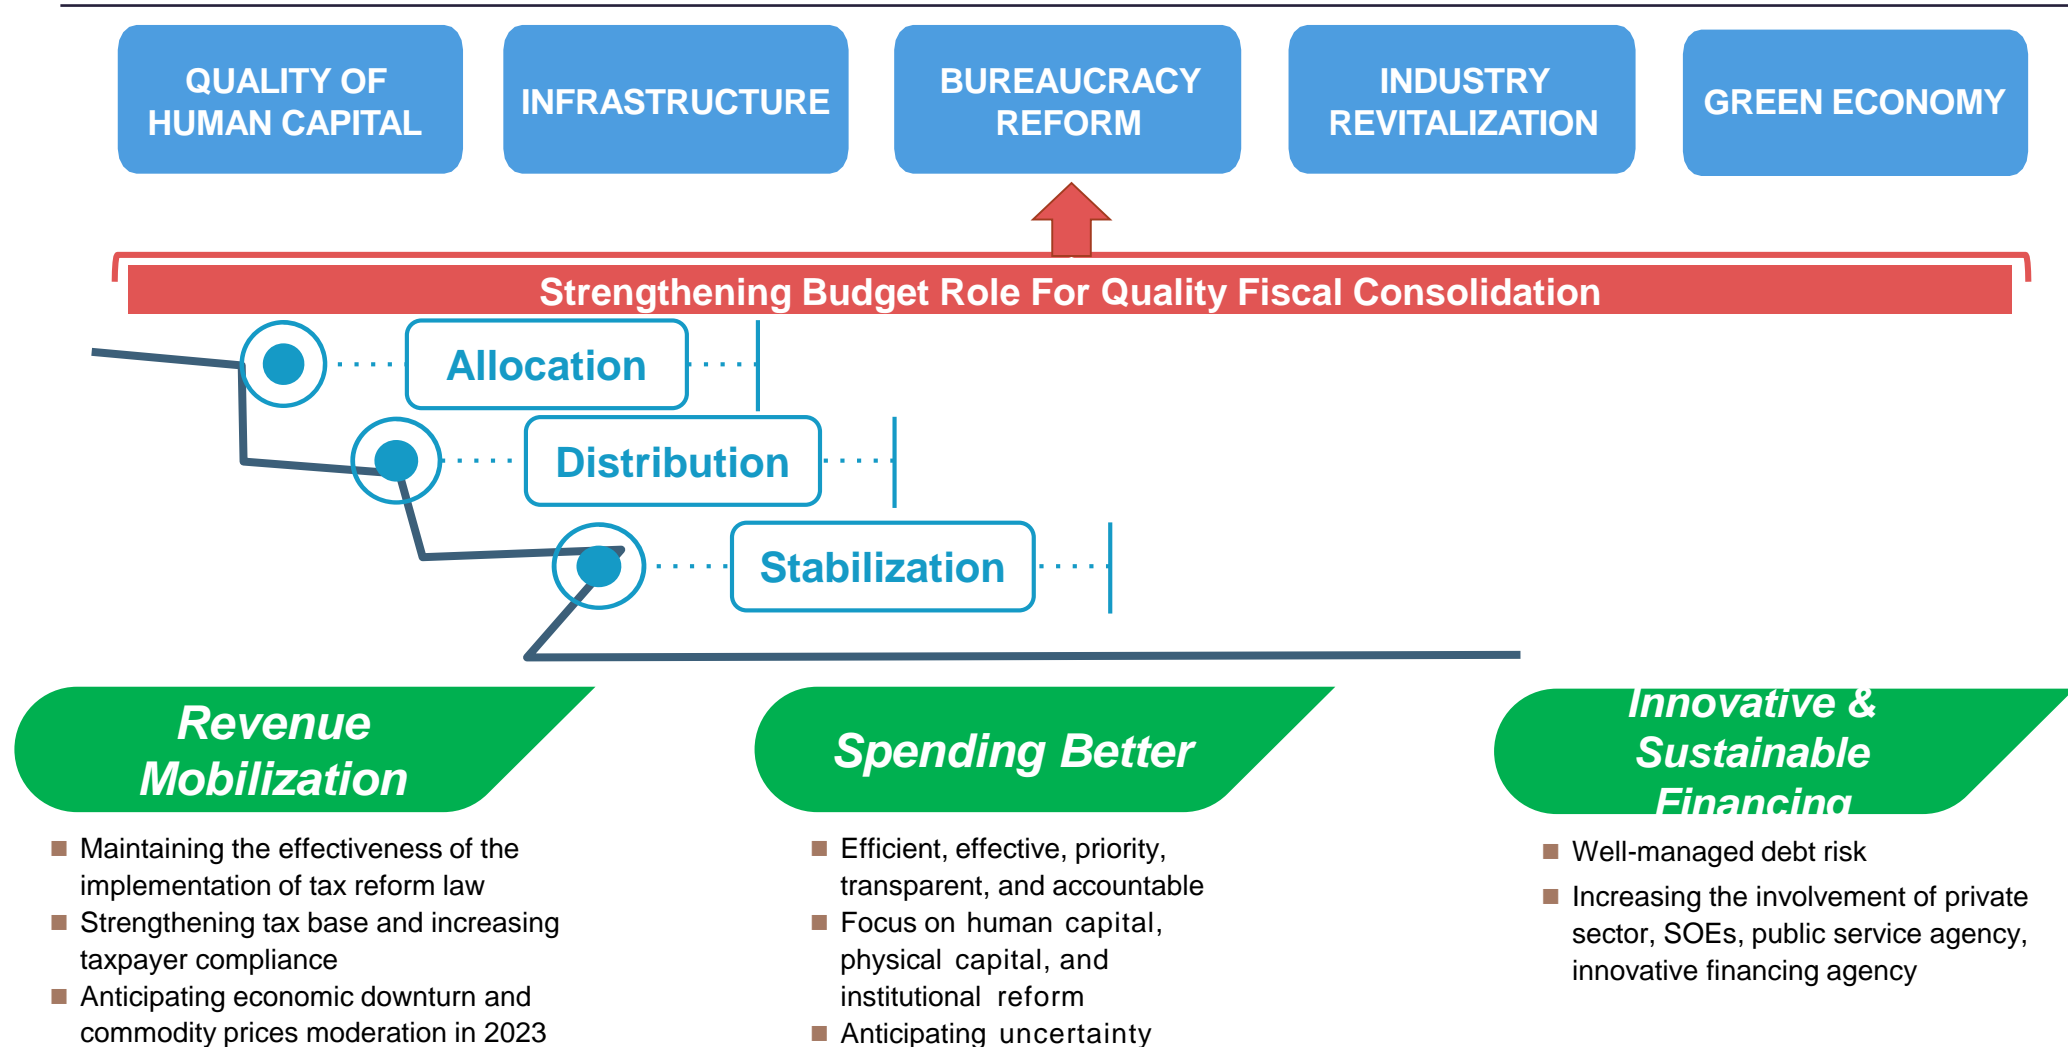 QUALITY OF
HUMAN CAPITAL
INFRASTRUCTURE
BUREAUCRACY
REFORM
INDUSTRY
REVITALIZATION
GREEN ECONOMY
Strengthening Budget Role For Quality Fiscal Consolidation
Allocation
Distribution
Stabilization
Revenue
Mobilization
Maintaining the effectiveness of the
implementation of tax reform law
Strengthening tax base and increasing
taxpayer compliance
Anticipating economic downturn and
commodity prices moderation in 2023
Spending Better
Efficient, effective, priority,
transparent, and accountable
Focus on human capital,
physical capital, and
institutional reform
Anticipating uncertainty
Innovative &
Sustainable
Financing
Well-managed debt risk
Increasing the involvement of private
sector, SOEs, public service agency,
innovative financing agency